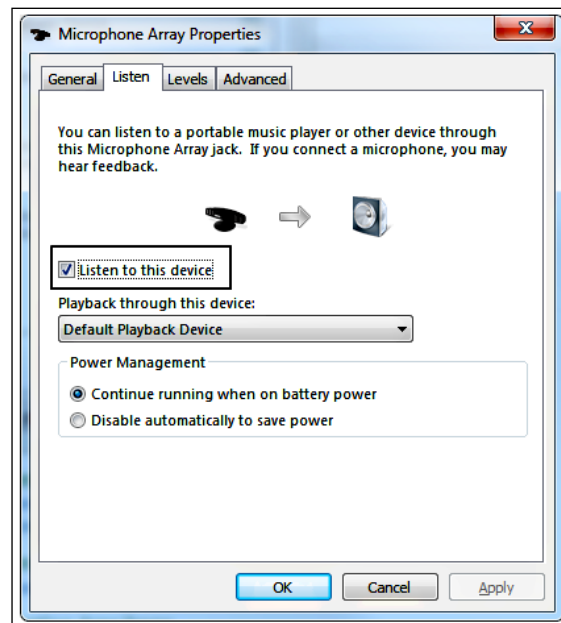 Microphone Array Properties
General Listen Levels Advanced
You can listen to a portable music player or other device through
this Microphone Array jack. If you connect a microphone, you may
hear feedback.
Listen to this device
Playback through this device:
Default Playback Device
Power Management
Continue running when on battery power
Disable automatically to save power
OK Cancel Apply